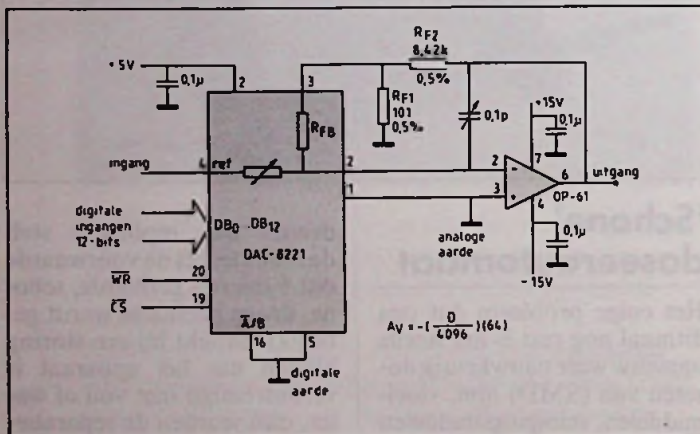 +5V
0,1µ
2
3
RF2
8,42k
0,5%
RF1
101
0,5%
0,1p
+15V
0,1µ
RFB
ingang
4
ref
2
1
2
7
6
uitgang
3
OP-61
4
0,1µ
-15V
analoge
aarde
digitale
ingangen
12-bits
DB0..DB12
DAC-8221
WR
20
CS
19
A/B
16
5
digitale
aarde
AV = -(D/4096)(64)